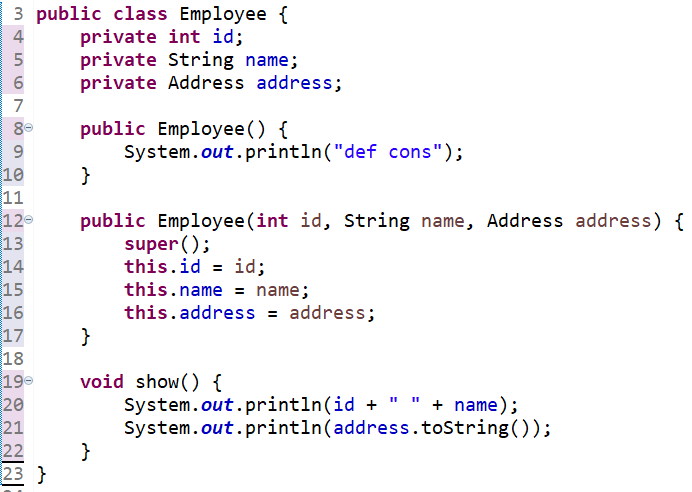 3 public class Employee {
4     private int id;
5     private String name;
6     private Address address;
7
8     public Employee() {
9         System.out.println("def cons");
10     }
11
12     public Employee(int id, String name, Address address) {
13         super();
14         this.id = id;
15         this.name = name;
16         this.address = address;
17     }
18
19     void show() {
20         System.out.println(id + " " + name);
21         System.out.println(address.toString());
22     }
23 }